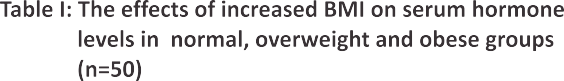 Table I: The effects of increased BMI on serum hormone
levels in normal, overweight and obese groups
(n=50)